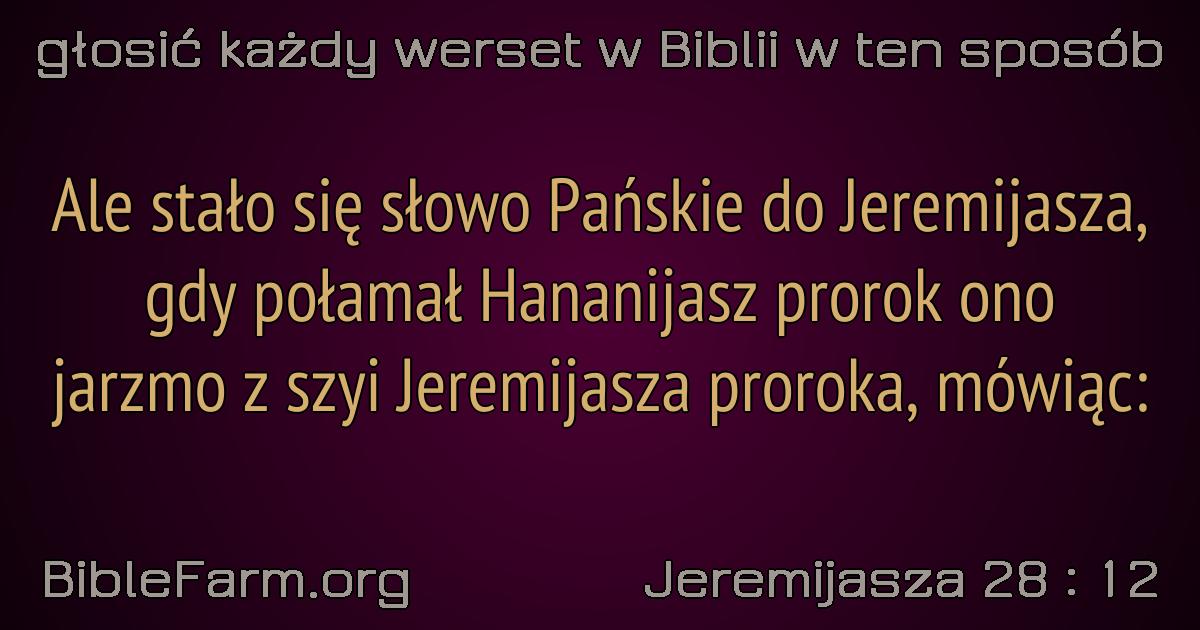 głosić każdy werset w Biblii w ten sposób
Ale stało się słowo Pańskie do Jeremijasza,
gdy połamał Hananijasz prorok ono
jarzmo z szyi Jeremijasza proroka, mówiąc:
BibleFarm.org
Jeremijasza 28 : 12